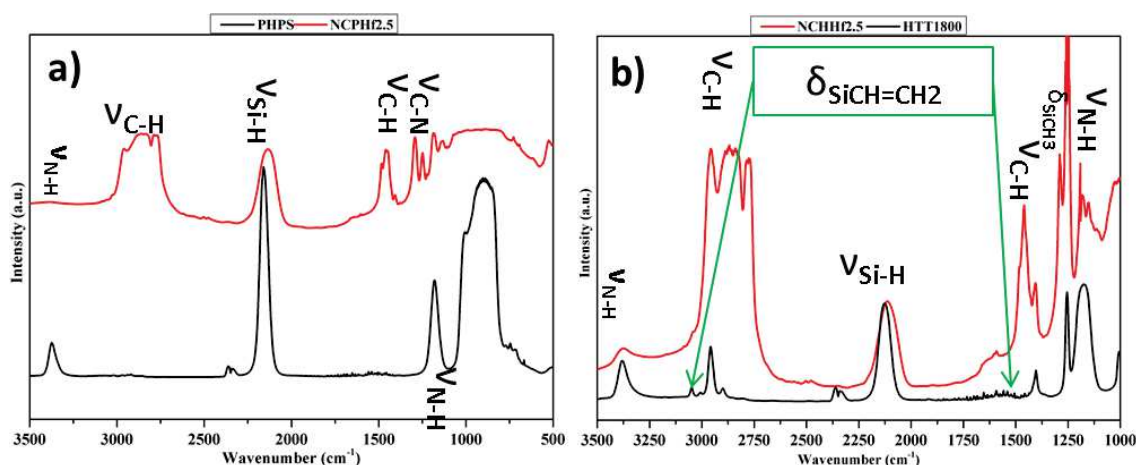 PHPS NCPHf2.5
a)
νC-H
νN-H
νSi-H
νC-H
νC-N
νN-H
Intensity (a.u.)
3500 3000 2500 2000 1500 1000 500
Wavenumber (cm-1)
NCHHf2.5 HTT1800
b)
νC-H
δSiCH=CH2
δSiCH3
νN-H
νC-H
νSi-H
νN-H
Intensity (a.u.)
3500 3250 3000 2750 2500 2250 2000 1750 1500 1250 1000
Wavenumber (cm-1)